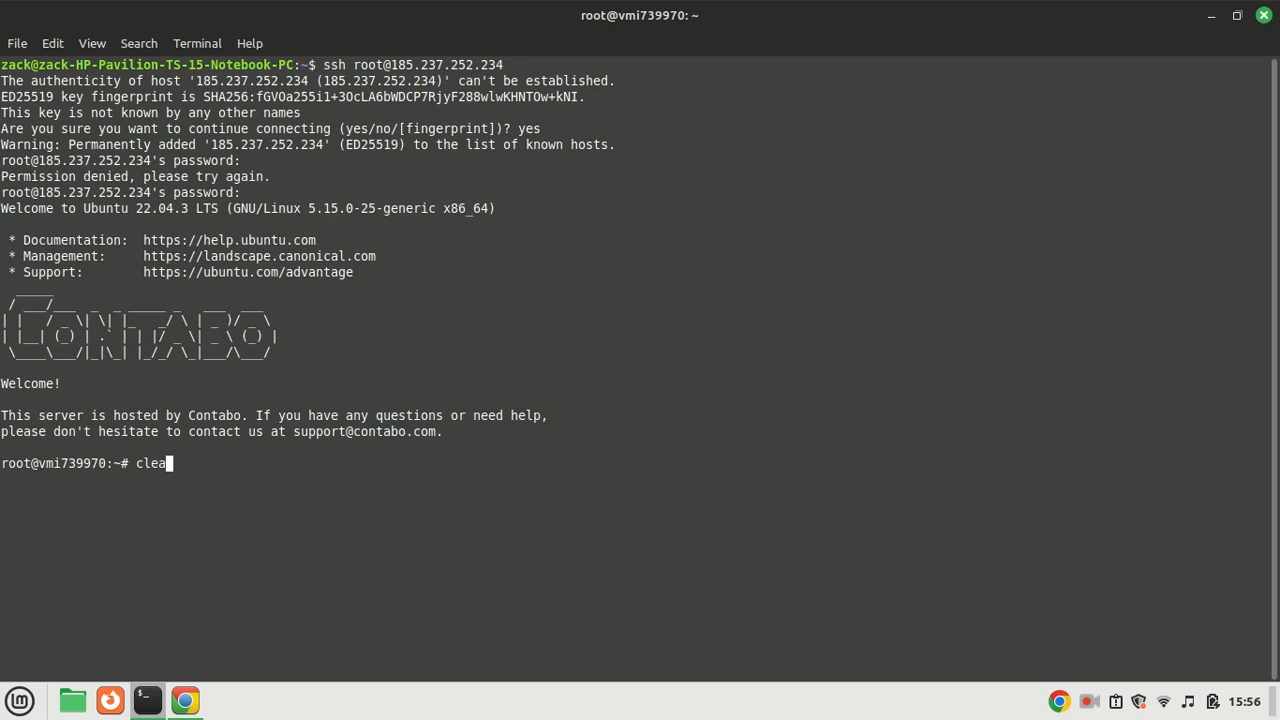 root@vmi739970: ~
File Edit View Search Terminal Help
zack@zack-HP-Pavilion-TS-15-Notebook-PC:~$ ssh root@185.237.252.234
The authenticity of host '185.237.252.234 (185.237.252.234)' can't be established.
ED25519 key fingerprint is SHA256:fGVOa255i1+3OcLA6bWDCP7RjyF288wlwKHNTOw+kNI.
This key is not known by any other names
Are you sure you want to continue connecting (yes/no/[fingerprint])? yes
Warning: Permanently added '185.237.252.234' (ED25519) to the list of known hosts.
root@185.237.252.234's password:
Permission denied, please try again.
root@185.237.252.234's password:
Welcome to Ubuntu 22.04.3 LTS (GNU/Linux 5.15.0-25-generic x86_64)
* Documentation: https://help.ubuntu.com
* Management: https://landscape.canonical.com
* Support: https://ubuntu.com/advantage
CONTABO
Welcome!
This server is hosted by Contabo. If you have any questions or need help,
please don't hesitate to contact us at support@contabo.com.
root@vmi739970:~# clea
15:56